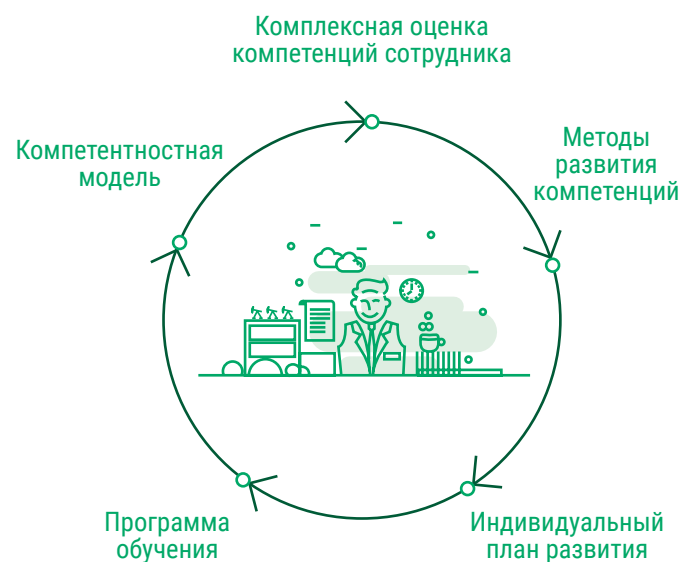 Комплексная оценка
компетенций сотрудника
Методы
развития
компетенций
Индивидуальный
план развития
Программа
обучения
Компетентностная
модель